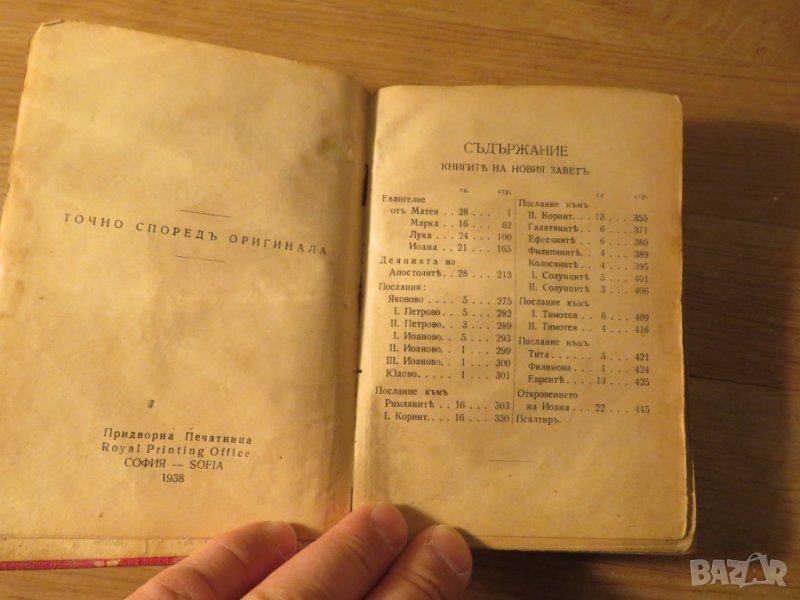 ТОЧНО СПОРЕДЪ ОРИГИНАЛА
Придворна Печатница
Royal Printing Office
СОФИЯ — SOFIA
1938
СЪДЪРЖАНИЕ
КНИГИТѢ НА НОВИЯ ЗАВЕТЪ
гл. стр.
Евангелие
отъ Матея . . 28 . . . 1
Марка . . 16 . . . 62
Лука . . . 24 . . . 100
Иоана . . 21 . . . 165
Деянията на
Апостолитѣ . . 28 . . . 213
Послания:
Яковово . . . 5 . . . 275
I. Петрово . . 5 . . . 282
II. Петрово . . 3 . . . 289
I. Иоаново . . 5 . . . 293
II. Иоаново . . 1 . . . 299
III. Иоаново . . 1 . . . 300
Юдово . . . . 1 . . . 301
Послание къмъ
Римлянитѣ . . 16 . . . 303
I. Коринт. . . 16 . . . 330
гл. стр.
Послание къмъ
II. Коринт . . 13 . . . 355
Галатянитѣ . . 6 . . . 371
Ефесянитѣ . . 6 . . . 380
Филипянитѣ . . 4 . . . 389
Колосянитѣ . . 4 . . . 395
I. Солунцитѣ 5 . . . 401
II. Солунцитѣ 3 . . . 406
Послание къмъ
I. Тимотея . . 6 . . . 409
II. Тимотея . . 4 . . . 416
Послание къмъ
Тита . . . . 3 . . . 421
Филимона . . 1 . . . 424
Евреитѣ . . . 13 . . . 425
Откровението
на Иоана . . 22 . . . 445
Псалтиръ.
BAZAR